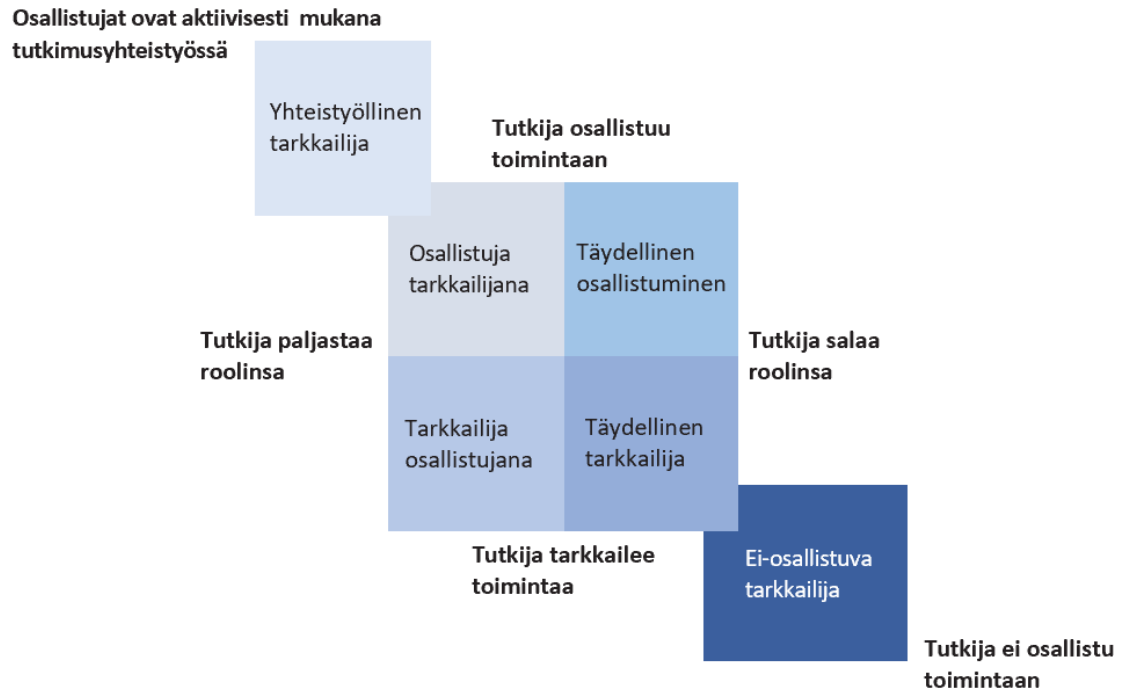 Osallistujat ovat aktiivisesti mukana
tutkimusyhteistyössä
Yhteistyöllinen
tarkkailija
Tutkija osallistuu
toimintaan
Osallistuja
tarkkailijana
Täydellinen
osallistuminen
Tutkija paljastaa
roolinsa
Tutkija salaa
roolinsa
Tarkkailija
osallistujana
Täydellinen
tarkkailija
Tutkija tarkkailee
toimintaa
Ei-osallistuva
tarkkailija
Tutkija ei osallistu
toimintaan